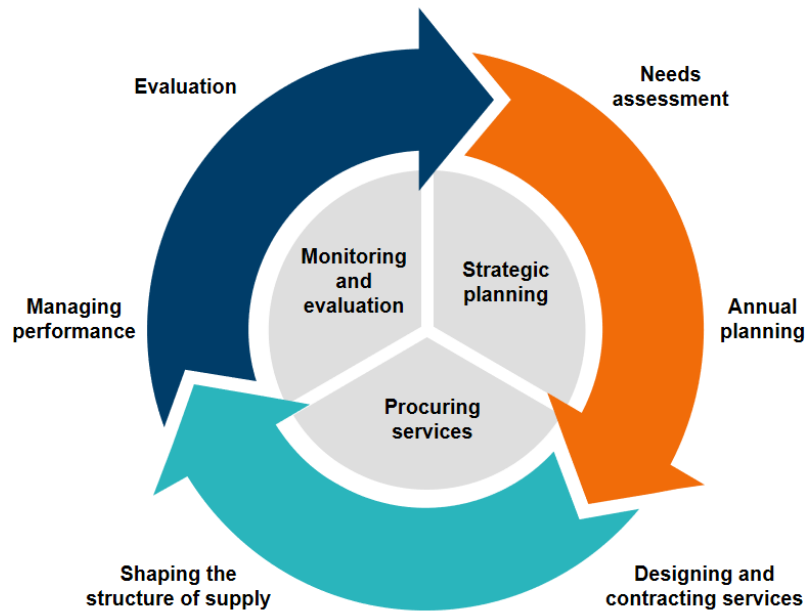 Evaluation
Needs
assessment
Monitoring
and
evaluation
Strategic
planning
Managing
performance
Annual
planning
Procuring
services
Shaping the
structure of supply
Designing and
contracting services